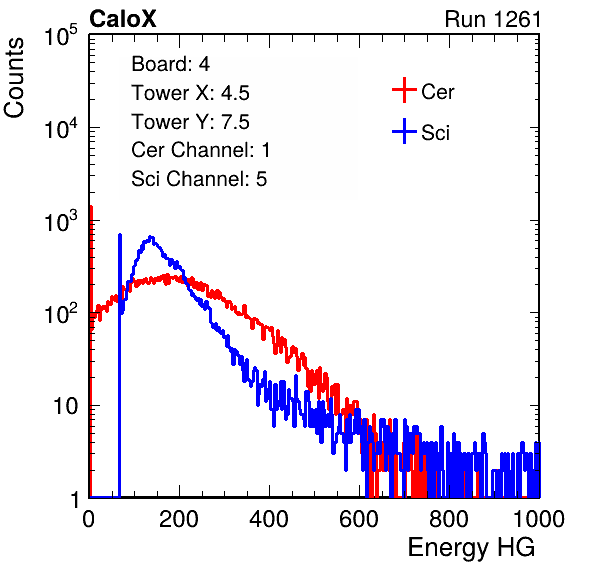 CaloX Run 1261
Counts
Board: 4
Tower X: 4.5
Tower Y: 7.5
Cer Channel: 1
Sci Channel: 5
Cer
Sci
10^5
10^4
10^3
10^2
10
1
0 200 400 600 800 1000
Energy HG